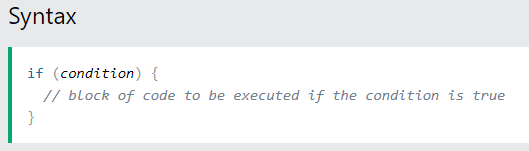 Syntax
if (condition) {
  // block of code to be executed if the condition is true
}